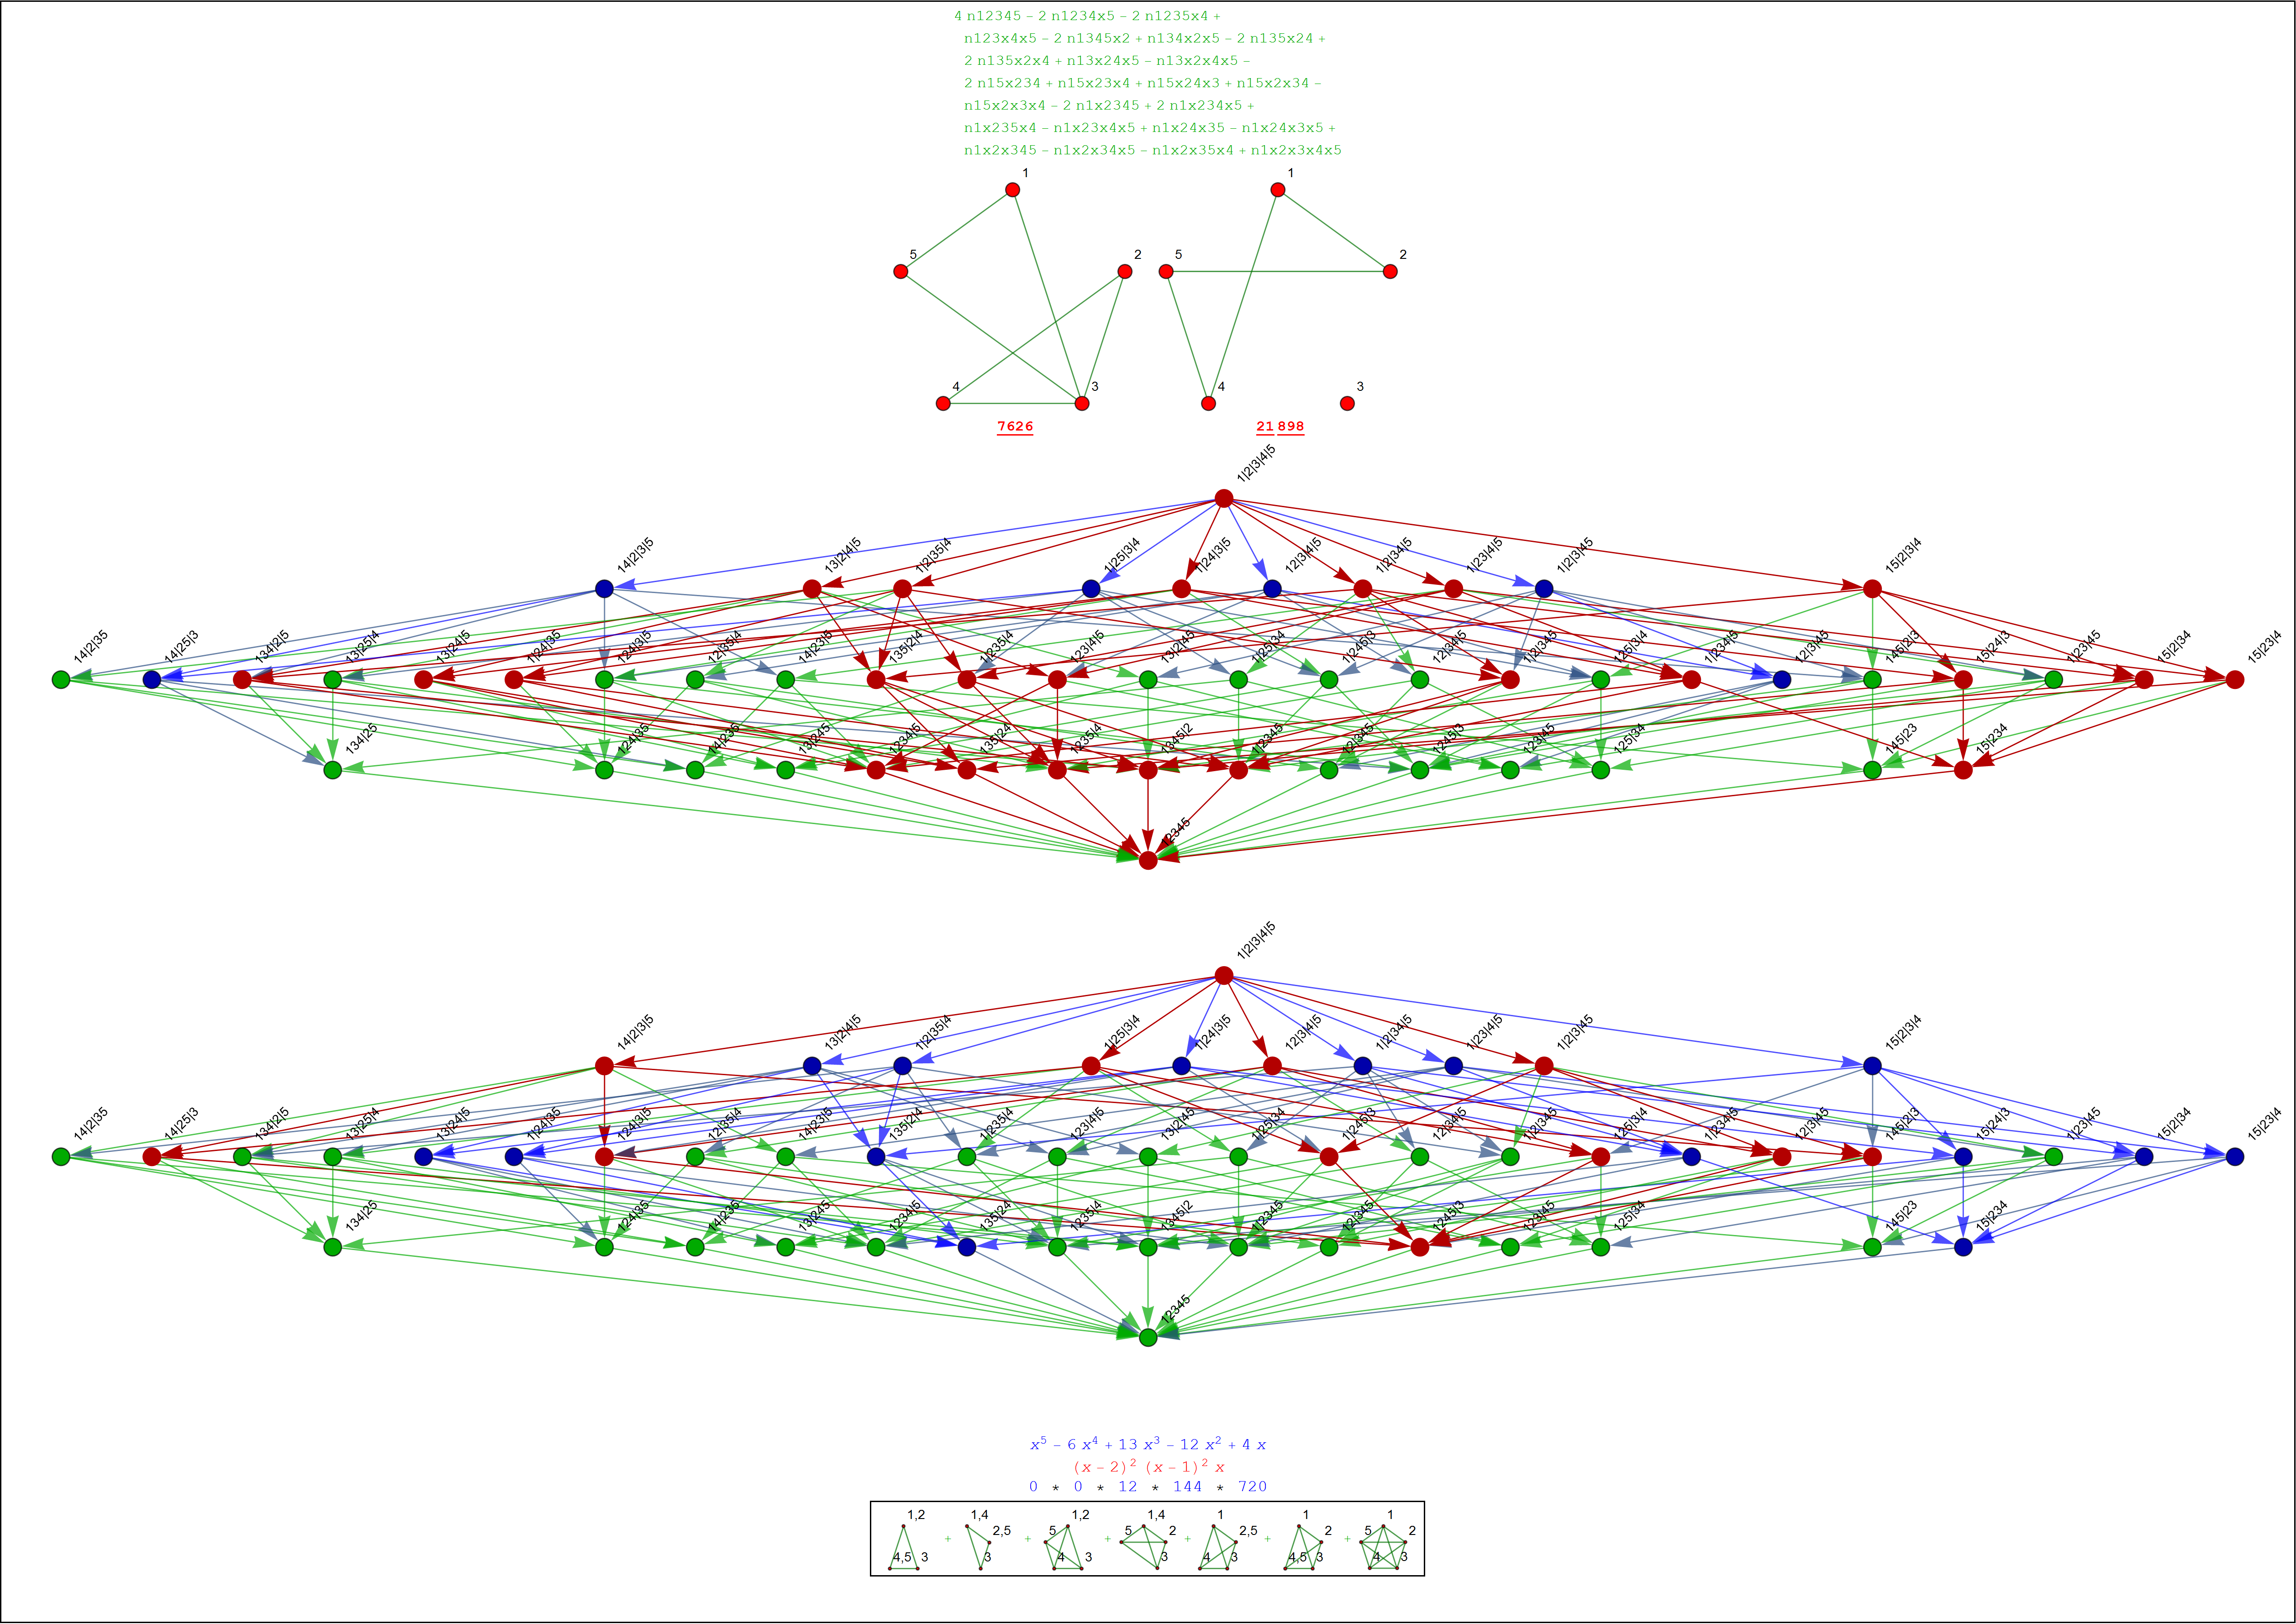 4 n12345 − 2 n1234x5 − 2 n1235x4 +
n123x4x5 − 2 n1345x2 + n134x2x5 − 2 n135x24 +
2 n135x2x4 + n13x24x5 − n13x2x4x5 −
2 n15x234 + n15x23x4 + n15x24x3 + n15x2x34 −
n15x2x3x4 − 2 n1x2345 + 2 n1x234x5 +
n1x235x4 − n1x23x4x5 + n1x24x35 − n1x24x3x5 +
n1x2x345 − n1x2x34x5 − n1x2x35x4 + n1x2x3x4x5
1 1
5 2 5 2
4 3 4 3
7626 21 898
1|2|3|4|5
14|2|3|5 13|2|4|5 1|2|35|4 1|25|3|4 1|24|3|5 12|3|4|5 1|2|34|5 1|23|4|5 1|2|3|45 15|2|3|4
14|2|35 14|25|3 134|2|5 13|25|4 13|24|5 1|24|35 124|3|5 12|35|4 14|23|5 135|2|4 1|235|4 123|4|5 13|2|45 1|25|34 1|245|3 12|34|5 1|2|345 125|3|4 1|234|5 12|3|45 145|2|3 15|24|3 1|23|45 15|2|34 15|23|4
134|25 124|35 14|235 13|245 1234|5 135|24 1235|4 1345|2 1|2345 12|345 1245|3 123|45 125|34 145|23 15|234
12345
1|2|3|4|5
14|2|3|5 13|2|4|5 1|2|35|4 1|25|3|4 1|24|3|5 12|3|4|5 1|2|34|5 1|23|4|5 1|2|3|45 15|2|3|4
14|2|35 14|25|3 134|2|5 13|25|4 13|24|5 1|24|35 124|3|5 12|35|4 14|23|5 135|2|4 1|235|4 123|4|5 13|2|45 1|25|34 1|245|3 12|34|5 1|2|345 125|3|4 1|234|5 12|3|45 145|2|3 15|24|3 1|23|45 15|2|34 15|23|4
134|25 124|35 14|235 13|245 1234|5 135|24 1235|4 1345|2 1|2345 12|345 1245|3 123|45 125|34 145|23 15|234
12345
x⁵ − 6 x⁴ + 13 x³ − 12 x² + 4 x
(x − 2)² (x − 1)² x
0 * 0 * 12 * 144 * 720
1,2 1,4 1,2 1,4 1 1 1
2,5 5 5 2 2,5 2 5 2
+ + + + + +
4,5 3 3 4 3 3 4 3 4,5 3 4 3